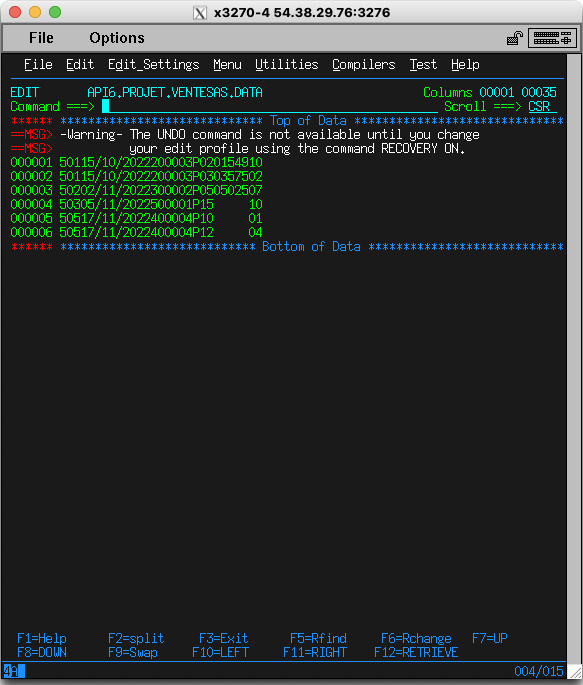 x3270-4 54.38.29.76:3276
File Options
File Edit Edit_Settings Menu Utilities Compilers Test Help
EDIT API6.PROJET.VENTESAS.DATA Columns 00001 00035
Command ===> Scroll ===> CSR
****** **************************** Top of Data ******************************
==MSG> -Warning- The UNDO command is not available until you change
==MSG> your edit profile using the command RECOVERY ON.
000001 50115/10/2022200003P020154910
000002 50115/10/2022200003P030357502
000003 50202/11/2022300002P050502507
000004 50305/11/2022500001P15     10
000005 50517/11/2022400004P10     01
000006 50517/11/2022400004P12     04
****** *************************** Bottom of Data ****************************
F1=Help F2=split F3=Exit F5=Rfind F6=Rchange F7=UP
F8=DOWN F9=Swap F10=LEFT F11=RIGHT F12=RETRIEVE
4A 004/015